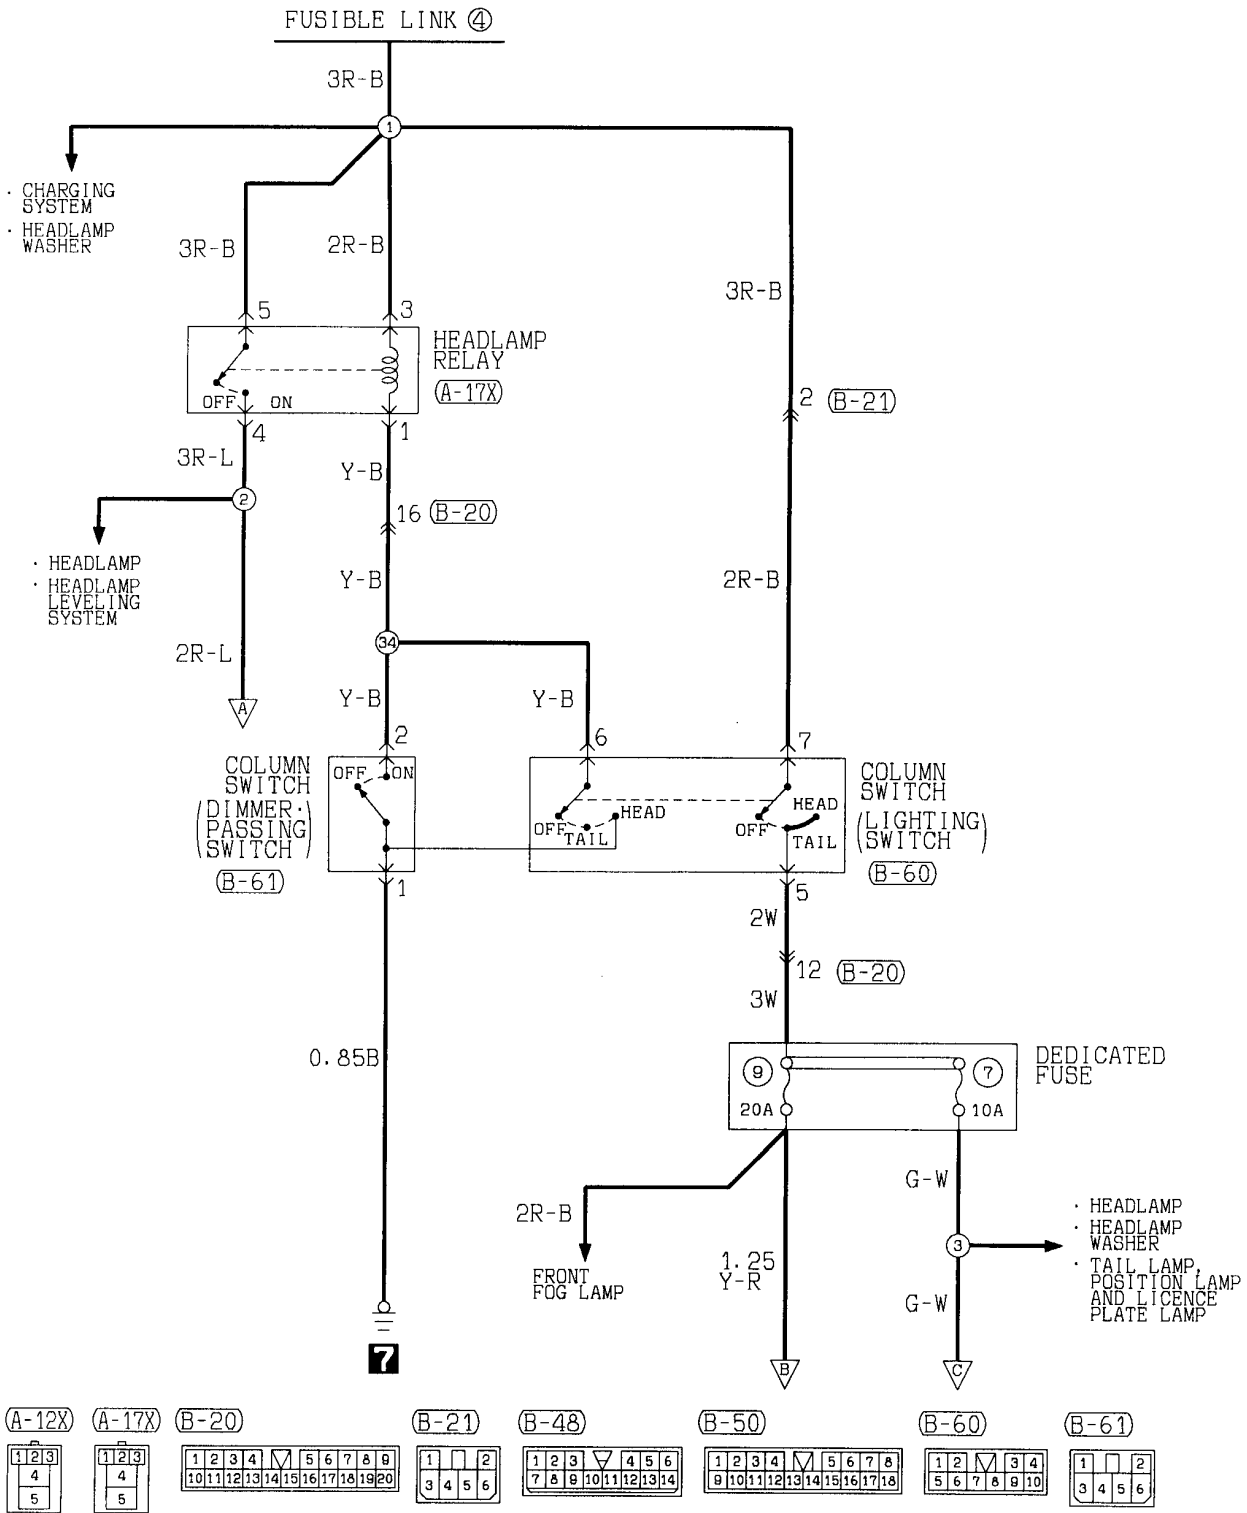 FUSIBLE LINK ④
3R-B
1
· CHARGING
SYSTEM
· HEADLAMP
WASHER
3R-B
2R-B
3R-B
5
3
HEADLAMP
RELAY
(A-17X)
OFF
ON
4
1
2 (B-21)
3R-L
Y-B
2
16 (B-20)
· HEADLAMP
· HEADLAMP
LEVELING
SYSTEM
Y-B
2R-B
34
2R-L
Y-B
Y-B
A
2
6
7
COLUMN
SWITCH
(DIMMER·
PASSING
SWITCH)
(B-61)
OFF
ON
1
OFF
TAIL
HEAD
OFF
HEAD
TAIL
COLUMN
SWITCH
(LIGHTING
SWITCH)
(B-60)
5
2W
12 (B-20)
3W
0.85B
9
20A
7
10A
DEDICATED
FUSE
2R-B
FRONT
FOG LAMP
1.25
Y-R
G-W
3
· HEADLAMP
· HEADLAMP
WASHER
· TAIL LAMP,
POSITION LAMP
AND LICENCE
PLATE LAMP
G-W
7
B
C
(A-12X)
1 2 3
4
5
(A-17X)
1 2 3
4
5
(B-20)
1 2 3 4 5 6 7 8 9
10 11 12 13 14 15 16 17 18 19 20
(B-21)
1 2
3 4 5 6
(B-48)
1 2 3 4 5 6
7 8 9 10 11 12 13 14
(B-50)
1 2 3 4 5 6 7 8
9 10 11 12 13 14 15 16 17 18
(B-60)
1 2 3 4
5 6 7 8 9 10
(B-61)
1 2
3 4 5 6